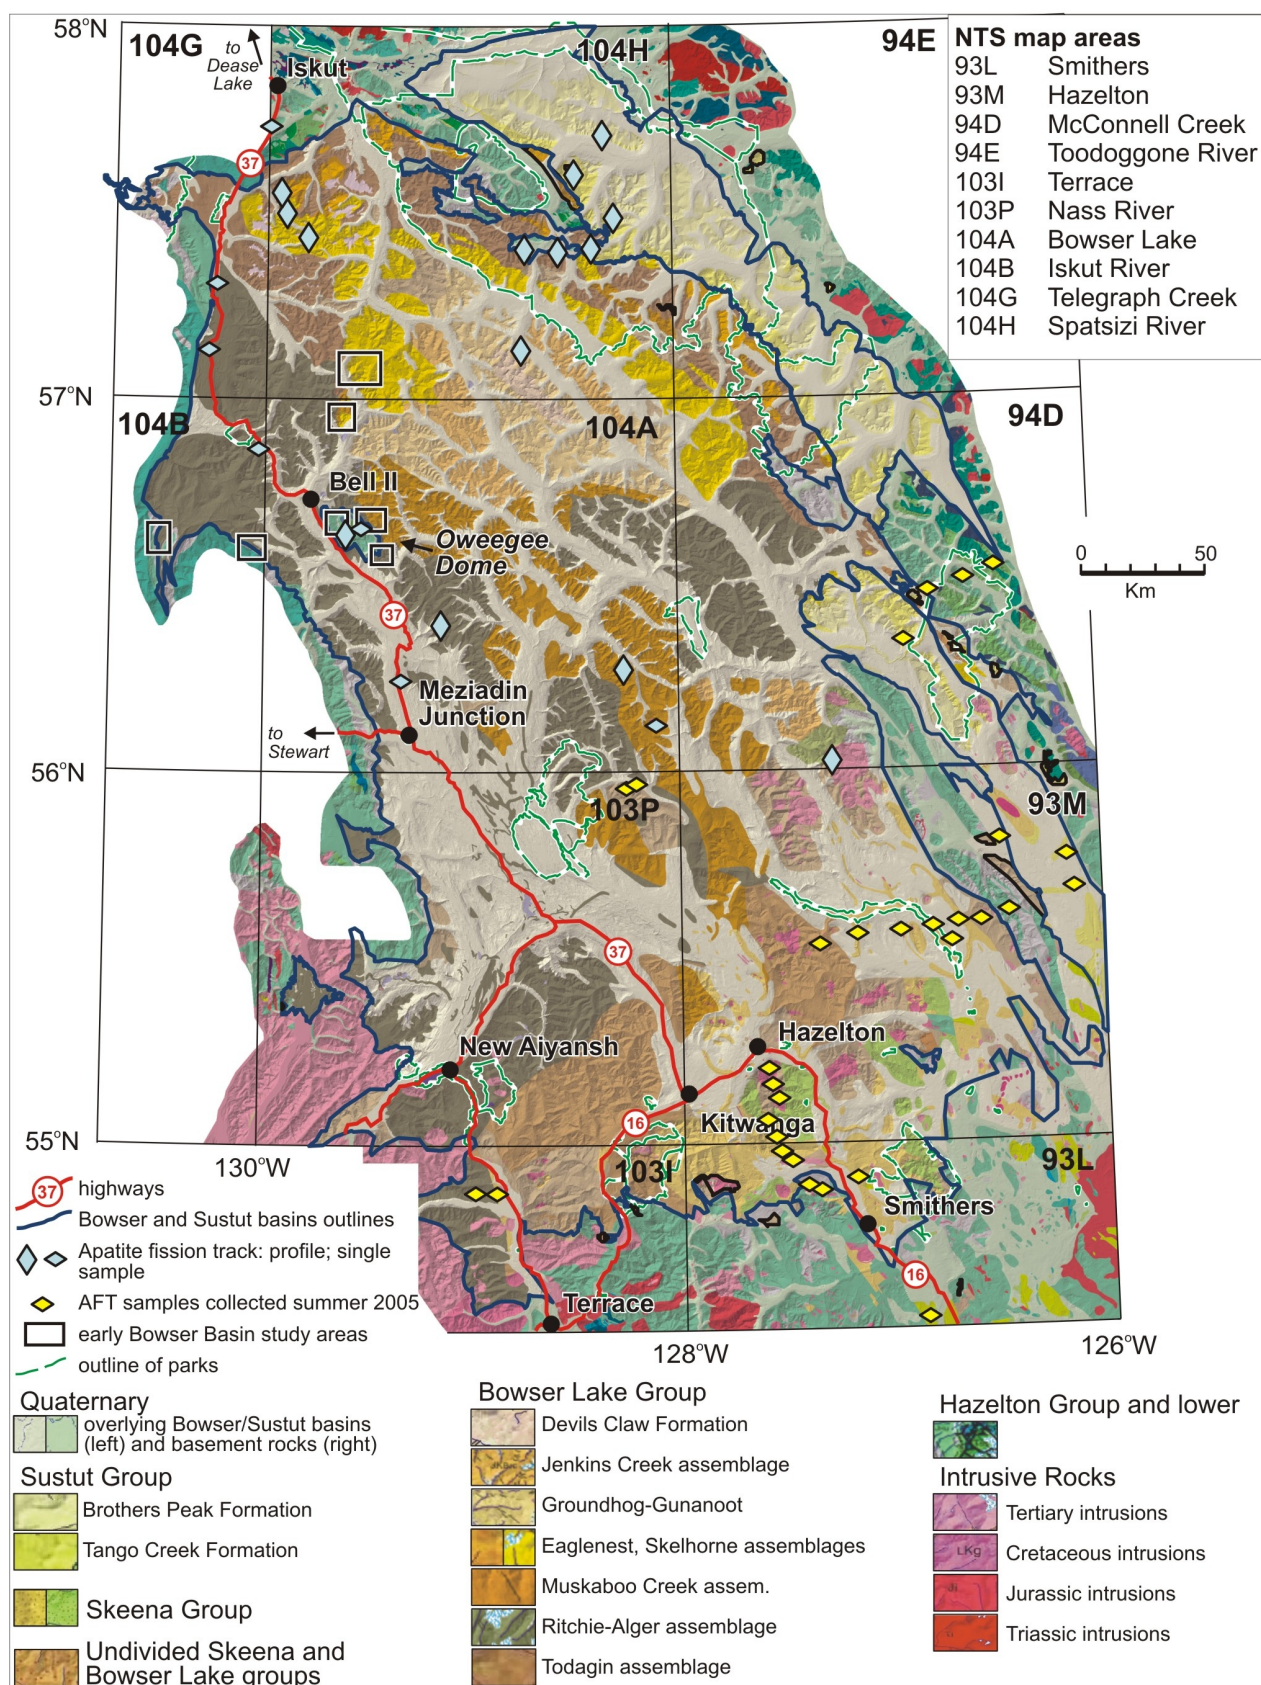 58°N
104G
to
Dease
Lake
Iskut
104H
94E
NTS map areas
93L Smithers
93M Hazelton
94D McConnell Creek
94E Toodoggone River
103I Terrace
103P Nass River
104A Bowser Lake
104B Iskut River
104G Telegraph Creek
104H Spatsizi River
37
57°N
104B
104A
94D
Bell II
Oweegee
Dome
0 50
Km
37
Meziadin
Junction
to
Stewart
56°N
103P
93M
37
New Aiyansh
Hazelton
Kitwanga
16
55°N
130°W
103I
93L
Smithers
16
Terrace
128°W
126°W
37 highways
Bowser and Sustut basins outlines
Apatite fission track: profile; single
sample
AFT samples collected summer 2005
early Bowser Basin study areas
outline of parks
Quaternary
overlying Bowser/Sustut basins
(left) and basement rocks (right)
Sustut Group
Brothers Peak Formation
Tango Creek Formation
Skeena Group
Undivided Skeena and
Bowser Lake groups
Bowser Lake Group
Devils Claw Formation
Jenkins Creek assemblage
Groundhog-Gunanoot
Eaglenest, Skelhorne assemblages
Muskaboo Creek assem.
Ritchie-Alger assemblage
Todagin assemblage
Hazelton Group and lower
Intrusive Rocks
Tertiary intrusions
LKg
Cretaceous intrusions
Jurassic intrusions
Triassic intrusions